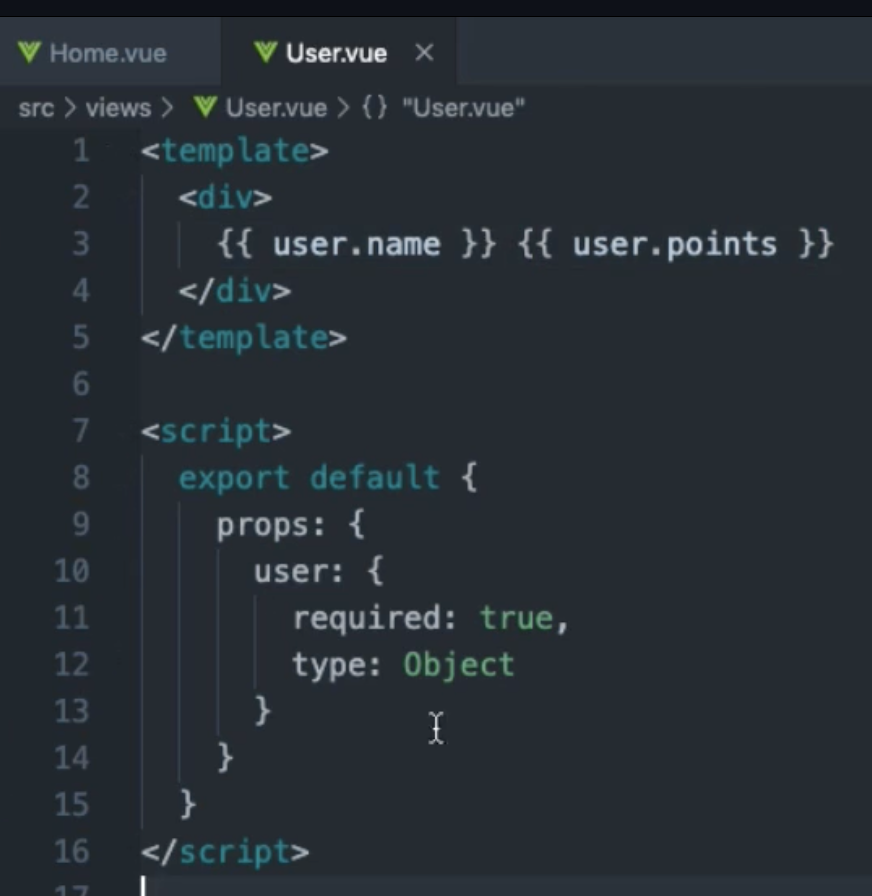 Home.vue User.vue ×
src > views > User.vue > {} "User.vue"
1 <template>
2   <div>
3     {{ user.name }} {{ user.points }}
4   </div>
5 </template>
6
7 <script>
8   export default {
9     props: {
10       user: {
11         required: true,
12         type: Object
13       }
14     }
15   }
16 </script>
17